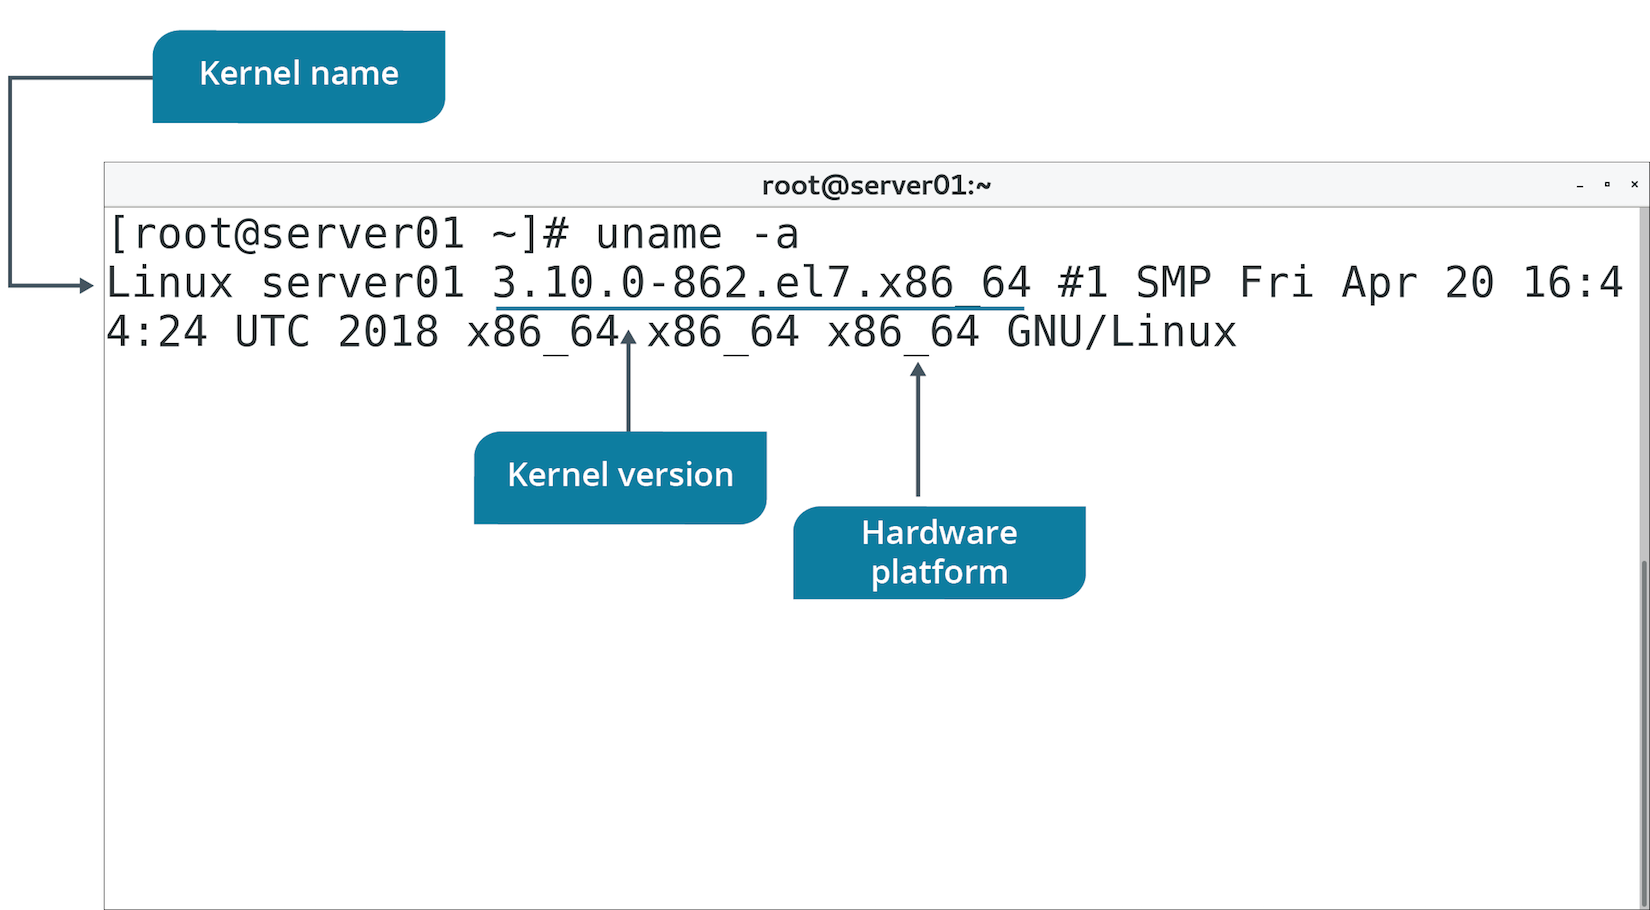 Kernel name
root@server01:~
[root@server01 ~]# uname -a
Linux server01 3.10.0-862.el7.x86_64 #1 SMP Fri Apr 20 16:4
4:24 UTC 2018 x86_64 x86_64 x86_64 GNU/Linux
Kernel version
Hardware
platform